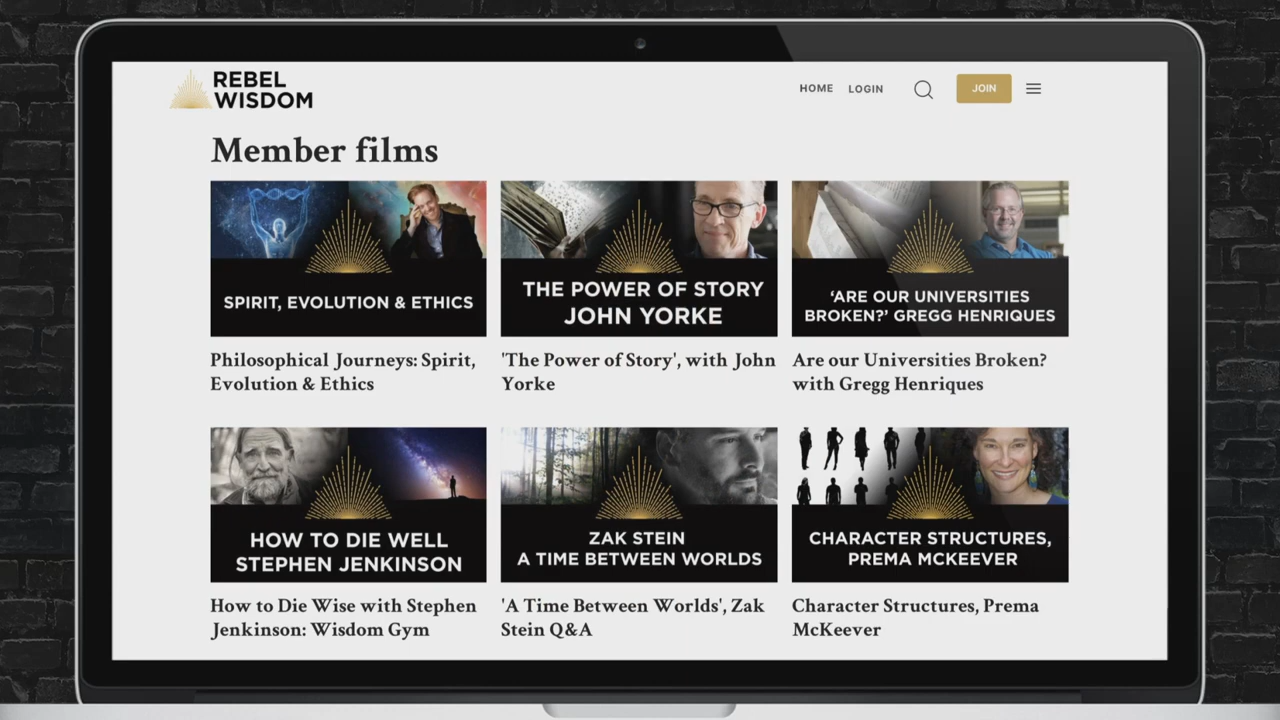 REBEL
WISDOM
HOME LOGIN JOIN
Member films
SPIRIT, EVOLUTION & ETHICS
THE POWER OF STORY
JOHN YORKE
‘ARE OUR UNIVERSITIES
BROKEN?’ GREGG HENRIQUES
Philosophical Journeys: Spirit,
Evolution & Ethics
'The Power of Story', with John
Yorke
Are our Universities Broken?
with Gregg Henriques
HOW TO DIE WELL
STEPHEN JENKINSON
ZAK STEIN
A TIME BETWEEN WORLDS
CHARACTER STRUCTURES,
PREMA MCKEEVER
How to Die Wise with Stephen
Jenkinson: Wisdom Gym
'A Time Between Worlds', Zak
Stein Q&A
Character Structures, Prema
McKeever